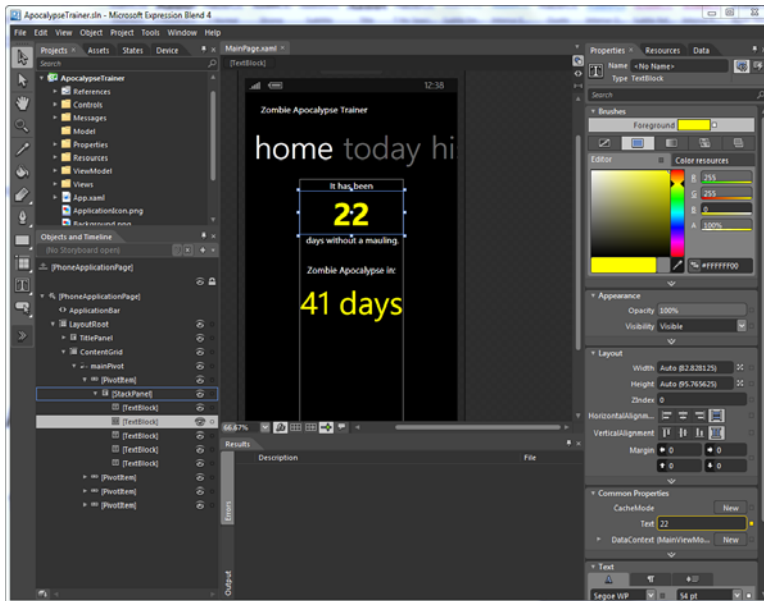 ApocalypseTrainer.sln - Microsoft Expression Blend 4
File Edit View Object Project Tools Window Help
Projects Assets States Device
Search
ApocalypseTrainer
References
Controls
Messages
Model
Properties
Resources
ViewModel
Views
App.xaml
ApplicationIcon.png
Background.png
Objects and Timeline
(No Storyboard open)
[PhoneApplicationPage]
[PhoneApplicationPage]
ApplicationBar
LayoutRoot
TitlePanel
ContentGrid
mainPivot
[PivotItem]
[StackPanel]
[TextBlock]
[TextBlock]
[TextBlock]
[TextBlock]
[TextBlock]
[PivotItem]
[PivotItem]
[PivotItem]
MainPage.xaml
[TextBlock]
12:38
Zombie Apocalypse Trainer
home today his
It has been
22
days without a mauling.
Zombie Apocalypse in:
41 days
66.67%
Results
Description File
Errors
Output
Properties Resources Data
Name <No Name>
Type TextBlock
Search
Brushes
Foreground
Editor Color resources
R 255
G 255
B 0
A 100%
#FFFFFF00
Appearance
Opacity 100%
Visibility Visible
Layout
Width Auto (82.828125)
Height Auto (95.765625)
ZIndex 0
HorizontalAlignm...
VerticalAlignment
Margin 0 0
0 0
Common Properties
CacheMode New
Text 22
DataContext (MainViewMo... New
Text
Segoe WP 54 pt